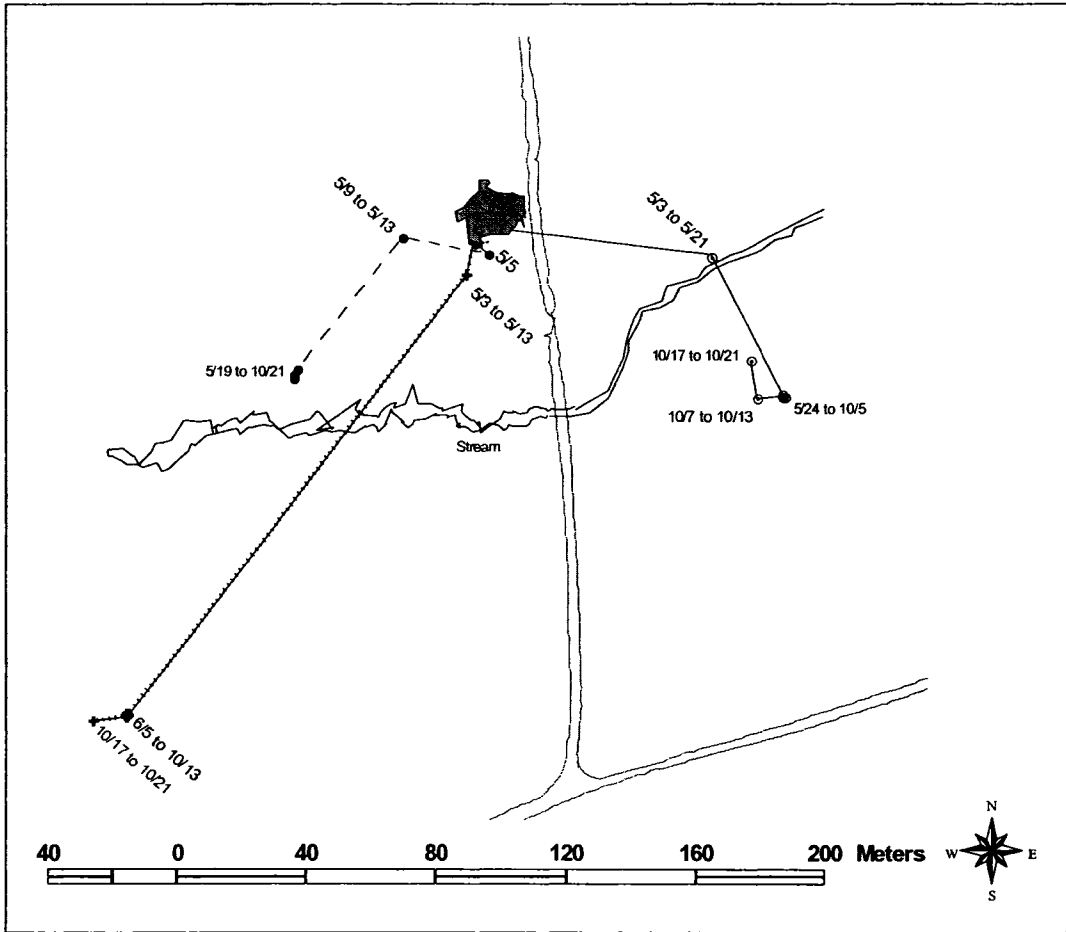 5/9 to 5/13
5/5
5/3 to 5/21
5/3 to 5/13
5/19 to 10/21
10/17 to 10/21
10/7 to 10/13
5/24 to 10/5
Stream
6/5 to 10/13
10/17 to 10/21
40 0 40 80 120 160 200 Meters
N
W E
S